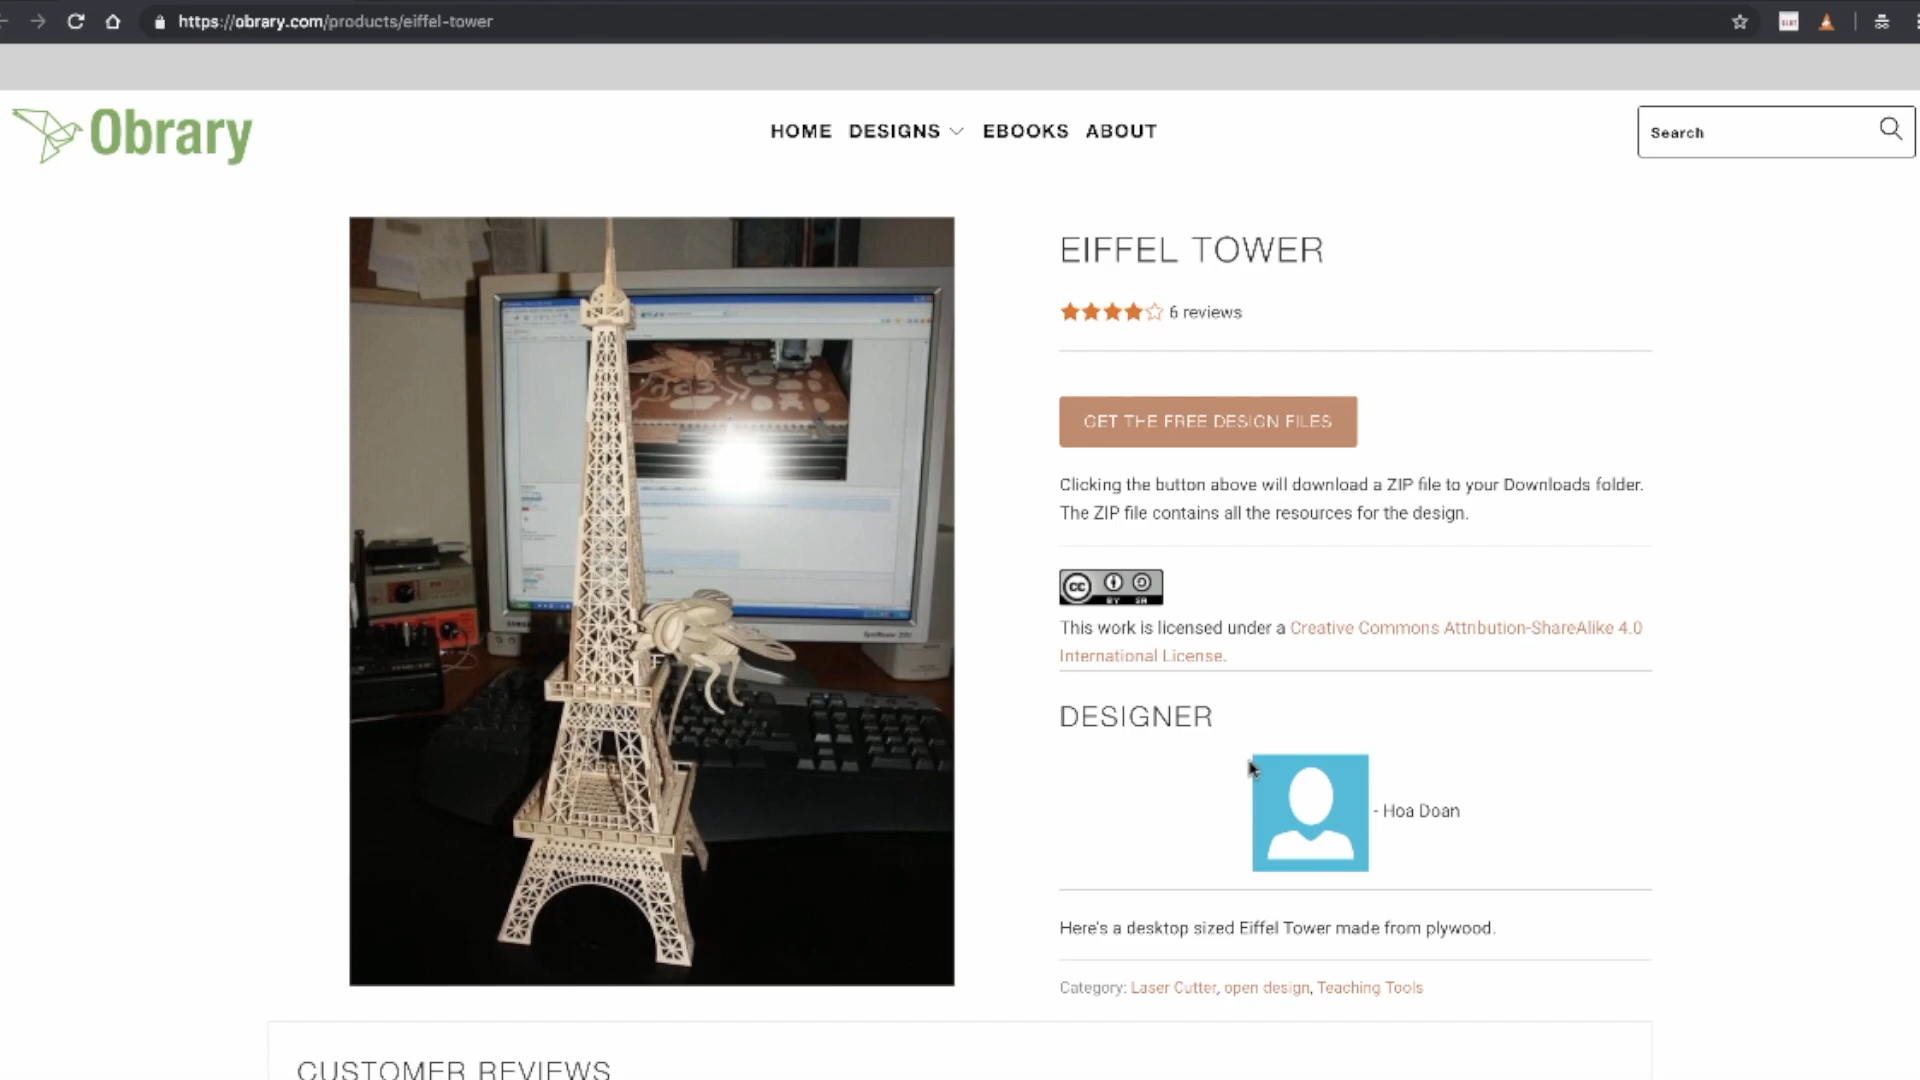 https://obrary.com/products/eiffel-tower
Obrary
HOME DESIGNS EBOOKS ABOUT
Search
EIFFEL TOWER
6 reviews
GET THE FREE DESIGN FILES
Clicking the button above will download a ZIP file to your Downloads folder.
The ZIP file contains all the resources for the design.
CC BY SA
This work is licensed under a Creative Commons Attribution-ShareAlike 4.0
International License.
DESIGNER
- Hoa Doan
Here's a desktop sized Eiffel Tower made from plywood.
Category: Laser Cutter, open design, Teaching Tools
CUSTOMER REVIEWS